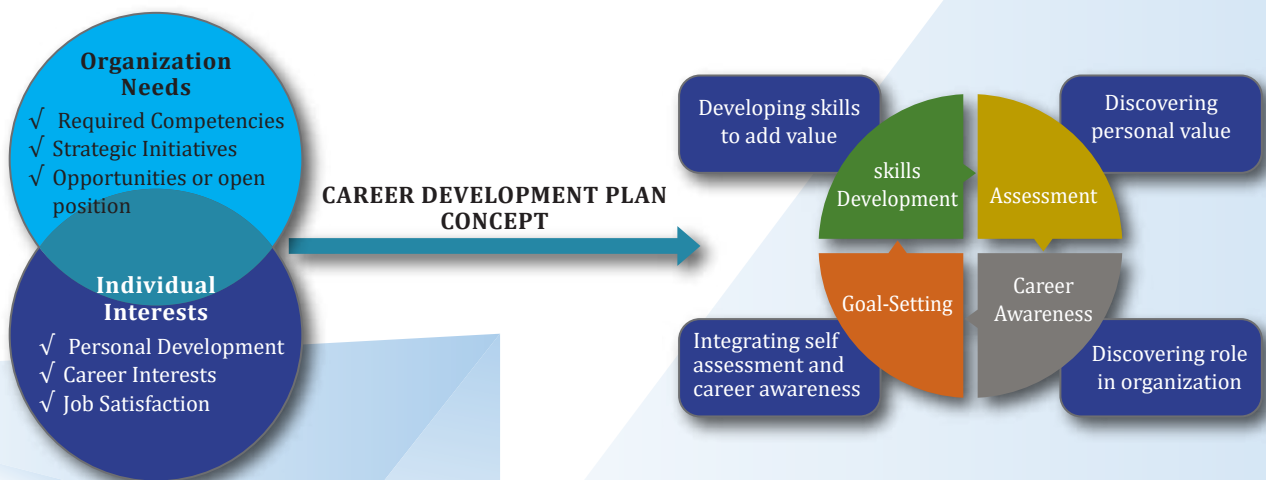 Organization
Needs
√ Required Competencies
√ Strategic Initiatives
√ Opportunities or open
position
Individual
Interests
√ Personal Development
√ Career Interests
√ Job Satisfaction
CAREER DEVELOPMENT PLAN
CONCEPT
Developing skills
to add value
Discovering
personal value
skills
Development
Assessment
Goal-Setting
Career
Awareness
Integrating self
assessment and
career awareness
Discovering role
in organization